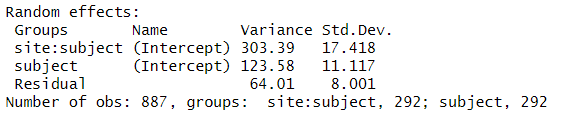 Random effects:
Groups Name Variance Std.Dev.
site:subject (Intercept) 303.39 17.418
subject (Intercept) 123.58 11.117
Residual 64.01 8.001
Number of obs: 887, groups: site:subject, 292; subject, 292